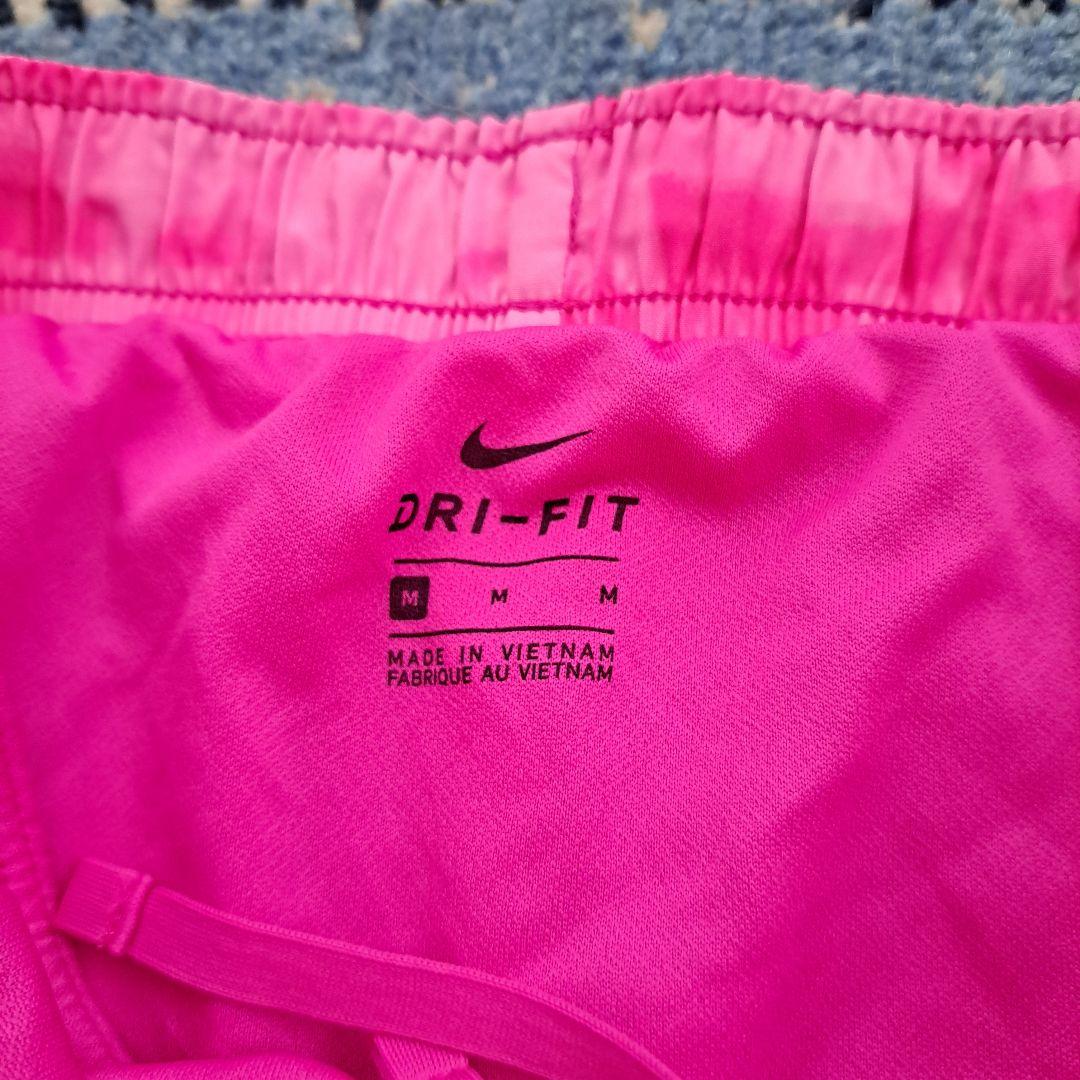 DRI-FIT
M M M
MADE IN VIETNAM
FABRIQUE AU VIETNAM